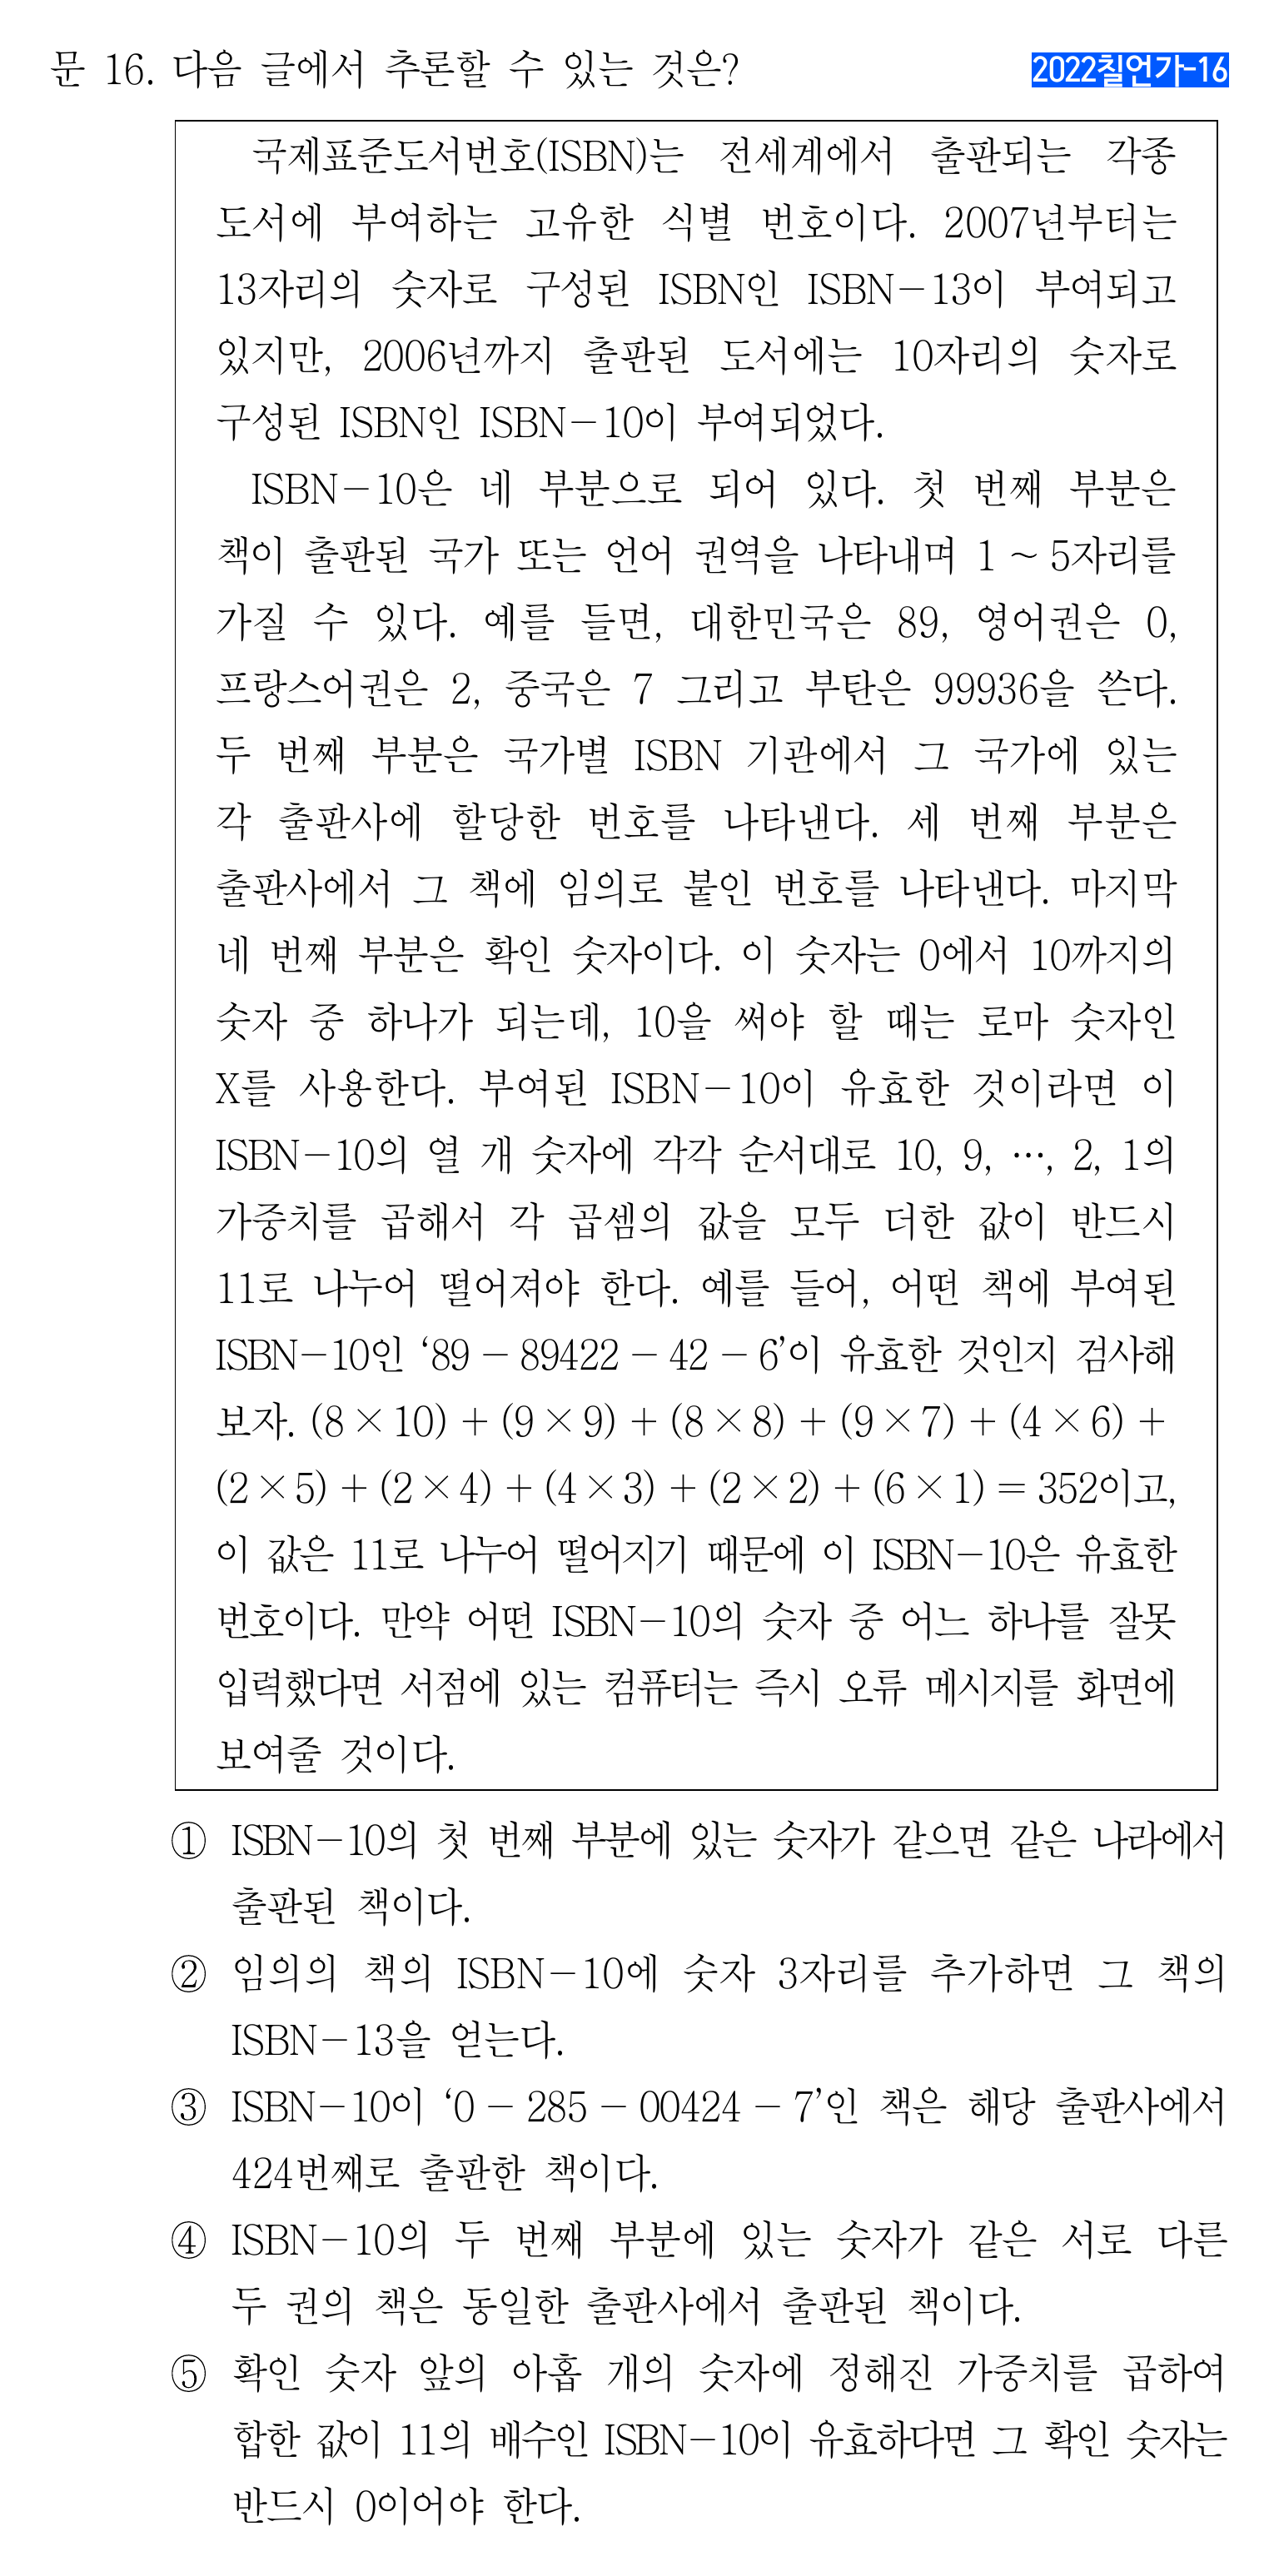 문 16. 다음 글에서 추론할 수 있는 것은?
2022칠언가-16
국제표준도서번호(ISBN)는 전세계에서 출판되는 각종
도서에 부여하는 고유한 식별 번호이다. 2007년부터는
13자리의 숫자로 구성된 ISBN인 ISBN-13이 부여되고
있지만, 2006년까지 출판된 도서에는 10자리의 숫자로
구성된 ISBN인 ISBN-10이 부여되었다.
ISBN-10은 네 부분으로 되어 있다. 첫 번째 부분은
책이 출판된 국가 또는 언어 권역을 나타내며 1 ~ 5자리를
가질 수 있다. 예를 들면, 대한민국은 89, 영어권은 0,
프랑스어권은 2, 중국은 7 그리고 부탄은 99936을 쓴다.
두 번째 부분은 국가별 ISBN 기관에서 그 국가에 있는
각 출판사에 할당한 번호를 나타낸다. 세 번째 부분은
출판사에서 그 책에 임의로 붙인 번호를 나타낸다. 마지막
네 번째 부분은 확인 숫자이다. 이 숫자는 0에서 10까지의
숫자 중 하나가 되는데, 10을 써야 할 때는 로마 숫자인
X를 사용한다. 부여된 ISBN-10이 유효한 것이라면 이
ISBN-10의 열 개 숫자에 각각 순서대로 10, 9, …, 2, 1의
가중치를 곱해서 각 곱셈의 값을 모두 더한 값이 반드시
11로 나누어 떨어져야 한다. 예를 들어, 어떤 책에 부여된
ISBN-10인 ‘89 - 89422 - 42 - 6’이 유효한 것인지 검사해
보자. (8 × 10) + (9 × 9) + (8 × 8) + (9 × 7) + (4 × 6) +
(2 × 5) + (2 × 4) + (4 × 3) + (2 × 2) + (6 × 1) = 352이고,
이 값은 11로 나누어 떨어지기 때문에 이 ISBN-10은 유효한
번호이다. 만약 어떤 ISBN-10의 숫자 중 어느 하나를 잘못
입력했다면 서점에 있는 컴퓨터는 즉시 오류 메시지를 화면에
보여줄 것이다.
① ISBN-10의 첫 번째 부분에 있는 숫자가 같으면 같은 나라에서
출판된 책이다.
② 임의의 책의 ISBN-10에 숫자 3자리를 추가하면 그 책의
ISBN-13을 얻는다.
③ ISBN-10이 ‘0 - 285 - 00424 - 7’인 책은 해당 출판사에서
424번째로 출판한 책이다.
④ ISBN-10의 두 번째 부분에 있는 숫자가 같은 서로 다른
두 권의 책은 동일한 출판사에서 출판된 책이다.
⑤ 확인 숫자 앞의 아홉 개의 숫자에 정해진 가중치를 곱하여
합한 값이 11의 배수인 ISBN-10이 유효하다면 그 확인 숫자는
반드시 0이어야 한다.